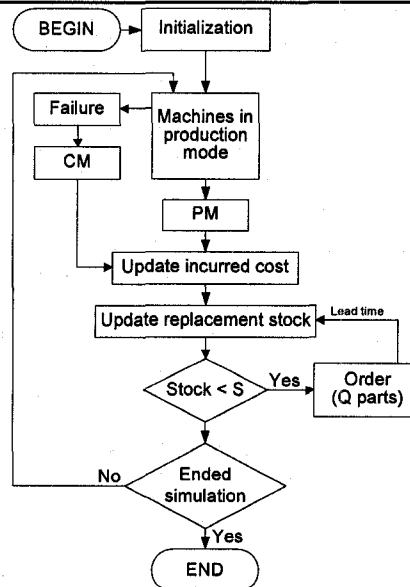 BEGIN
Initialization
Failure
Machines in
production
mode
CM
PM
Update incurred cost
Update replacement stock
Lead time
Stock < S
Yes
Order
(Q parts)
No
Ended
simulation
Yes
END